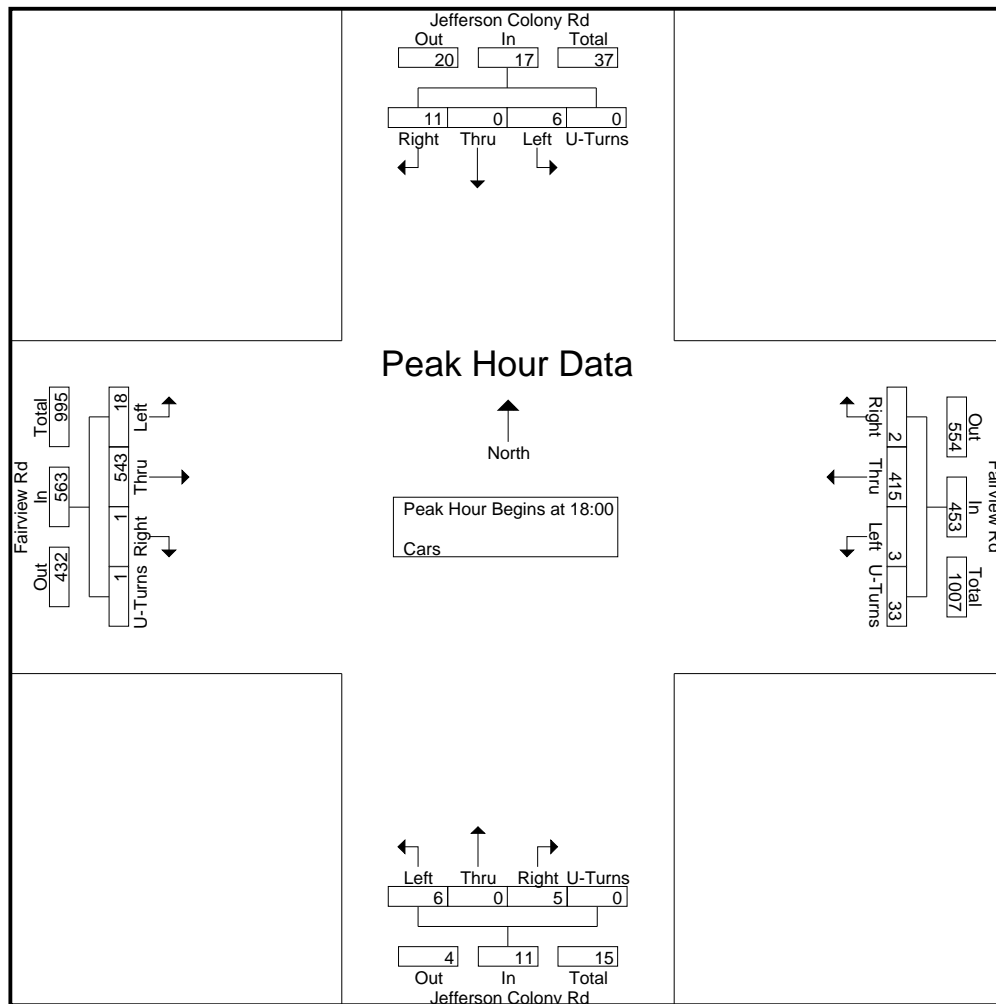 Jefferson Colony Rd
Out In Total
20 17 37
11 0 6 0
Right Thru Left U-Turns
Peak Hour Data
North
Peak Hour Begins at 18:00
Cars
Fairview Rd
Total In Out
995 563 432
18 543 1 1
Left Thru Right U-Turns
Fairview Rd
Out In Total
554 453 1007
2 415 3 33
Right Thru Left U-Turns
Left Thru Right U-Turns
6 0 5 0
4 11 15
Out In Total
Jefferson Colony Rd